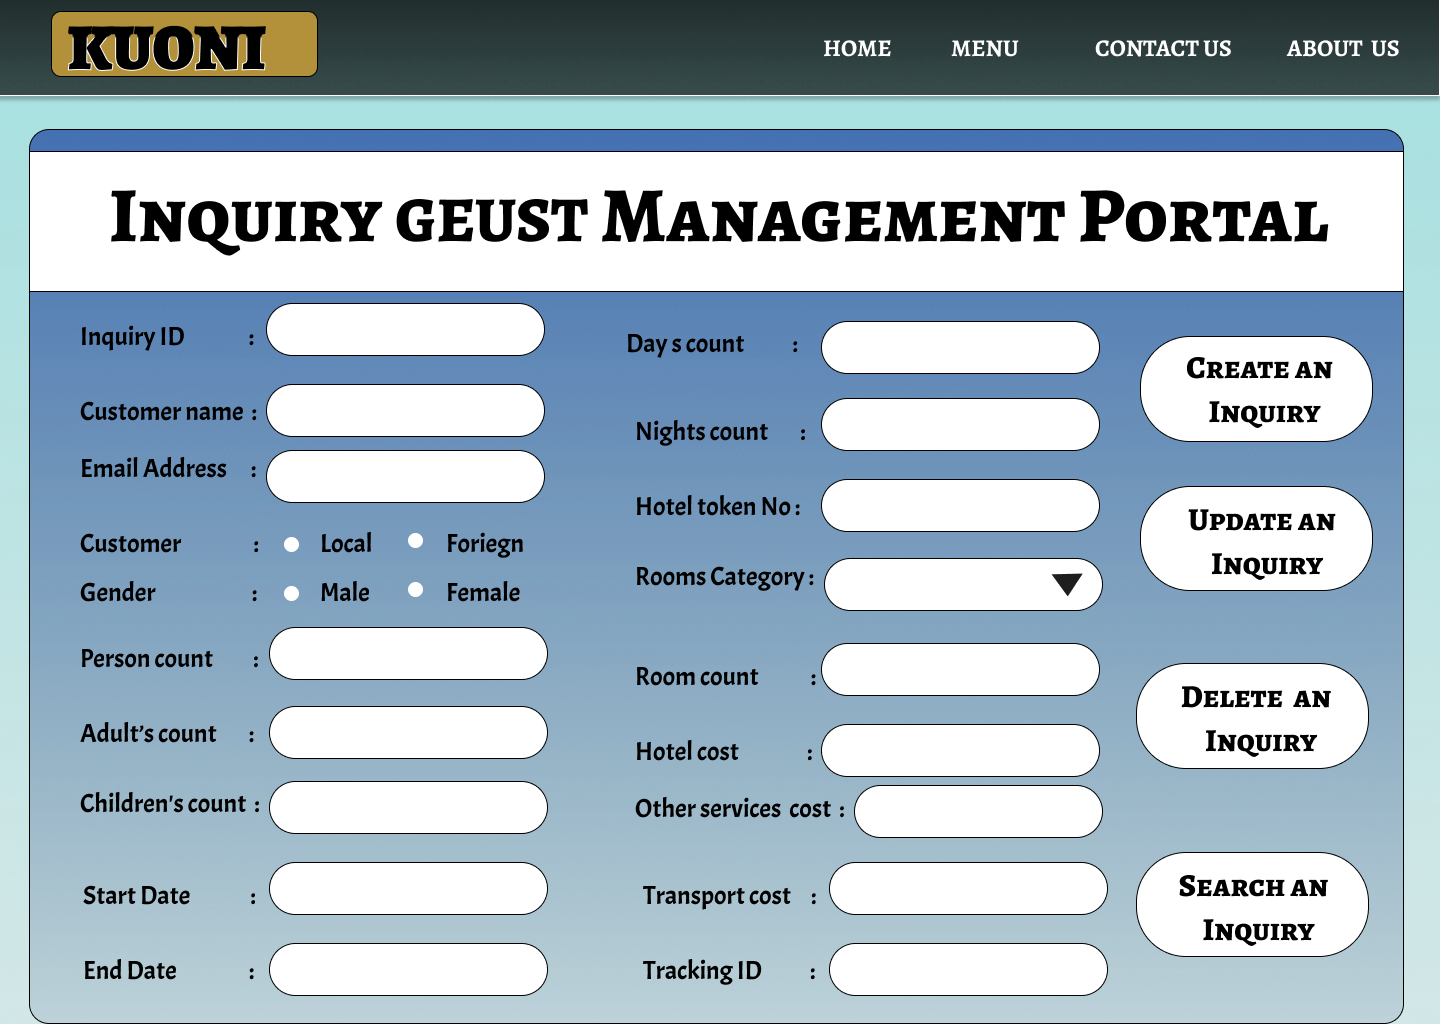 KUONI
HOME MENU CONTACT US ABOUT US
Inquiry GEUST Management Portal
Inquiry ID :
Customer name :
Email Address :
Customer : Local Foriegn
Gender : Male Female
Person count :
Adult’s count :
Children's count :
Start Date :
End Date :
Day s count :
Nights count :
Hotel token No :
Rooms Category :
Room count :
Hotel cost :
Other services cost :
Transport cost :
Tracking ID :
Create an
Inquiry
Update an
Inquiry
Delete an
Inquiry
Search an
Inquiry